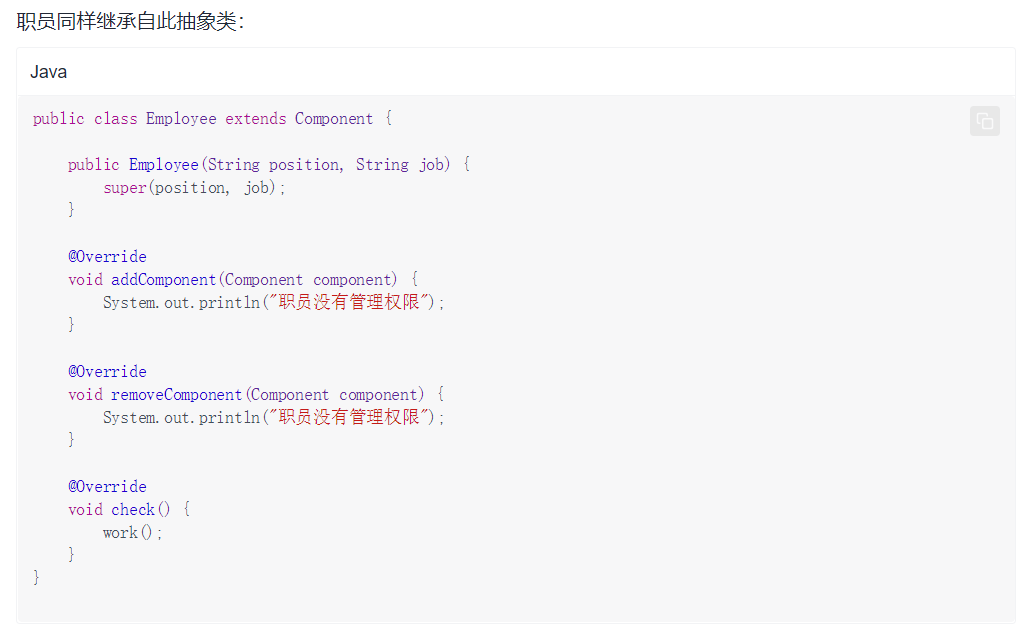 职员同样继承自此抽象类：
Java
public class Employee extends Component {
    public Employee(String position, String job) {
        super(position, job);
    }
    @Override
    void addComponent(Component component) {
        System.out.println("职员没有管理权限");
    }
    @Override
    void removeComponent(Component component) {
        System.out.println("职员没有管理权限");
    }
    @Override
    void check() {
        work();
    }
}